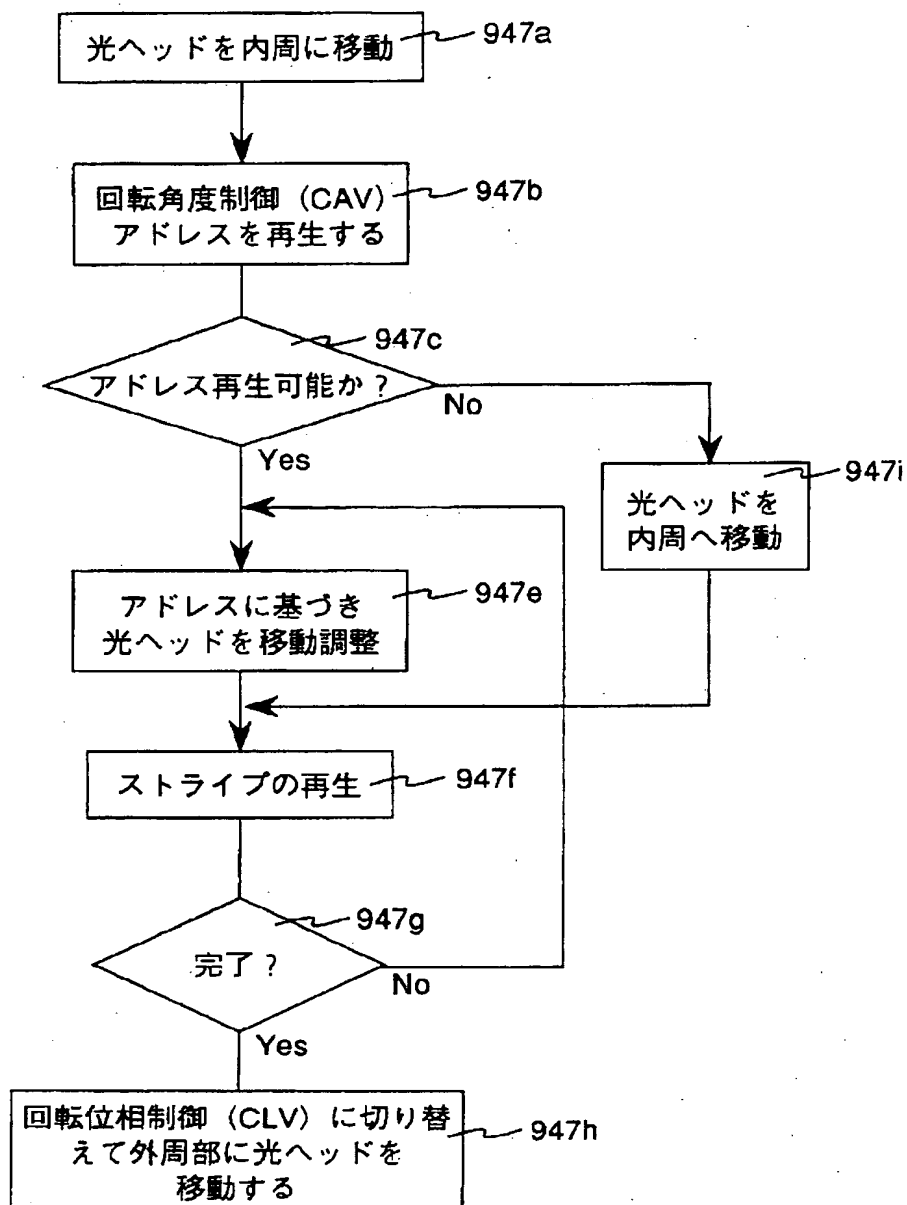 光ヘッドを内周に移動
947a
回転角度制御（CAV）
アドレスを再生する
947b
947c
アドレス再生可能か？
No
Yes
947i
光ヘッドを
内周へ移動
アドレスに基づき
光ヘッドを移動調整
947e
ストライプの再生
947f
947g
完了？
No
Yes
回転位相制御（CLV）に切り替
えて外周部に光ヘッドを
移動する
947h